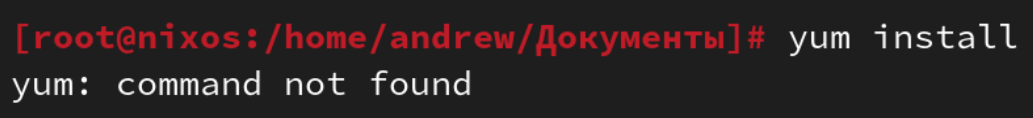 [root@nixos:/home/andrew/Документы]# yum install
yum: command not found